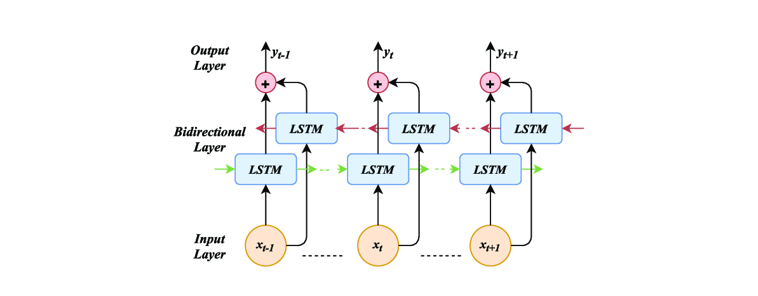 Output
Layer
y_{t-1}
y_t
y_{t+1}
+
+
+
Bidirectional
Layer
LSTM
LSTM
LSTM
LSTM
LSTM
LSTM
Input
Layer
x_{t-1}
x_t
x_{t+1}